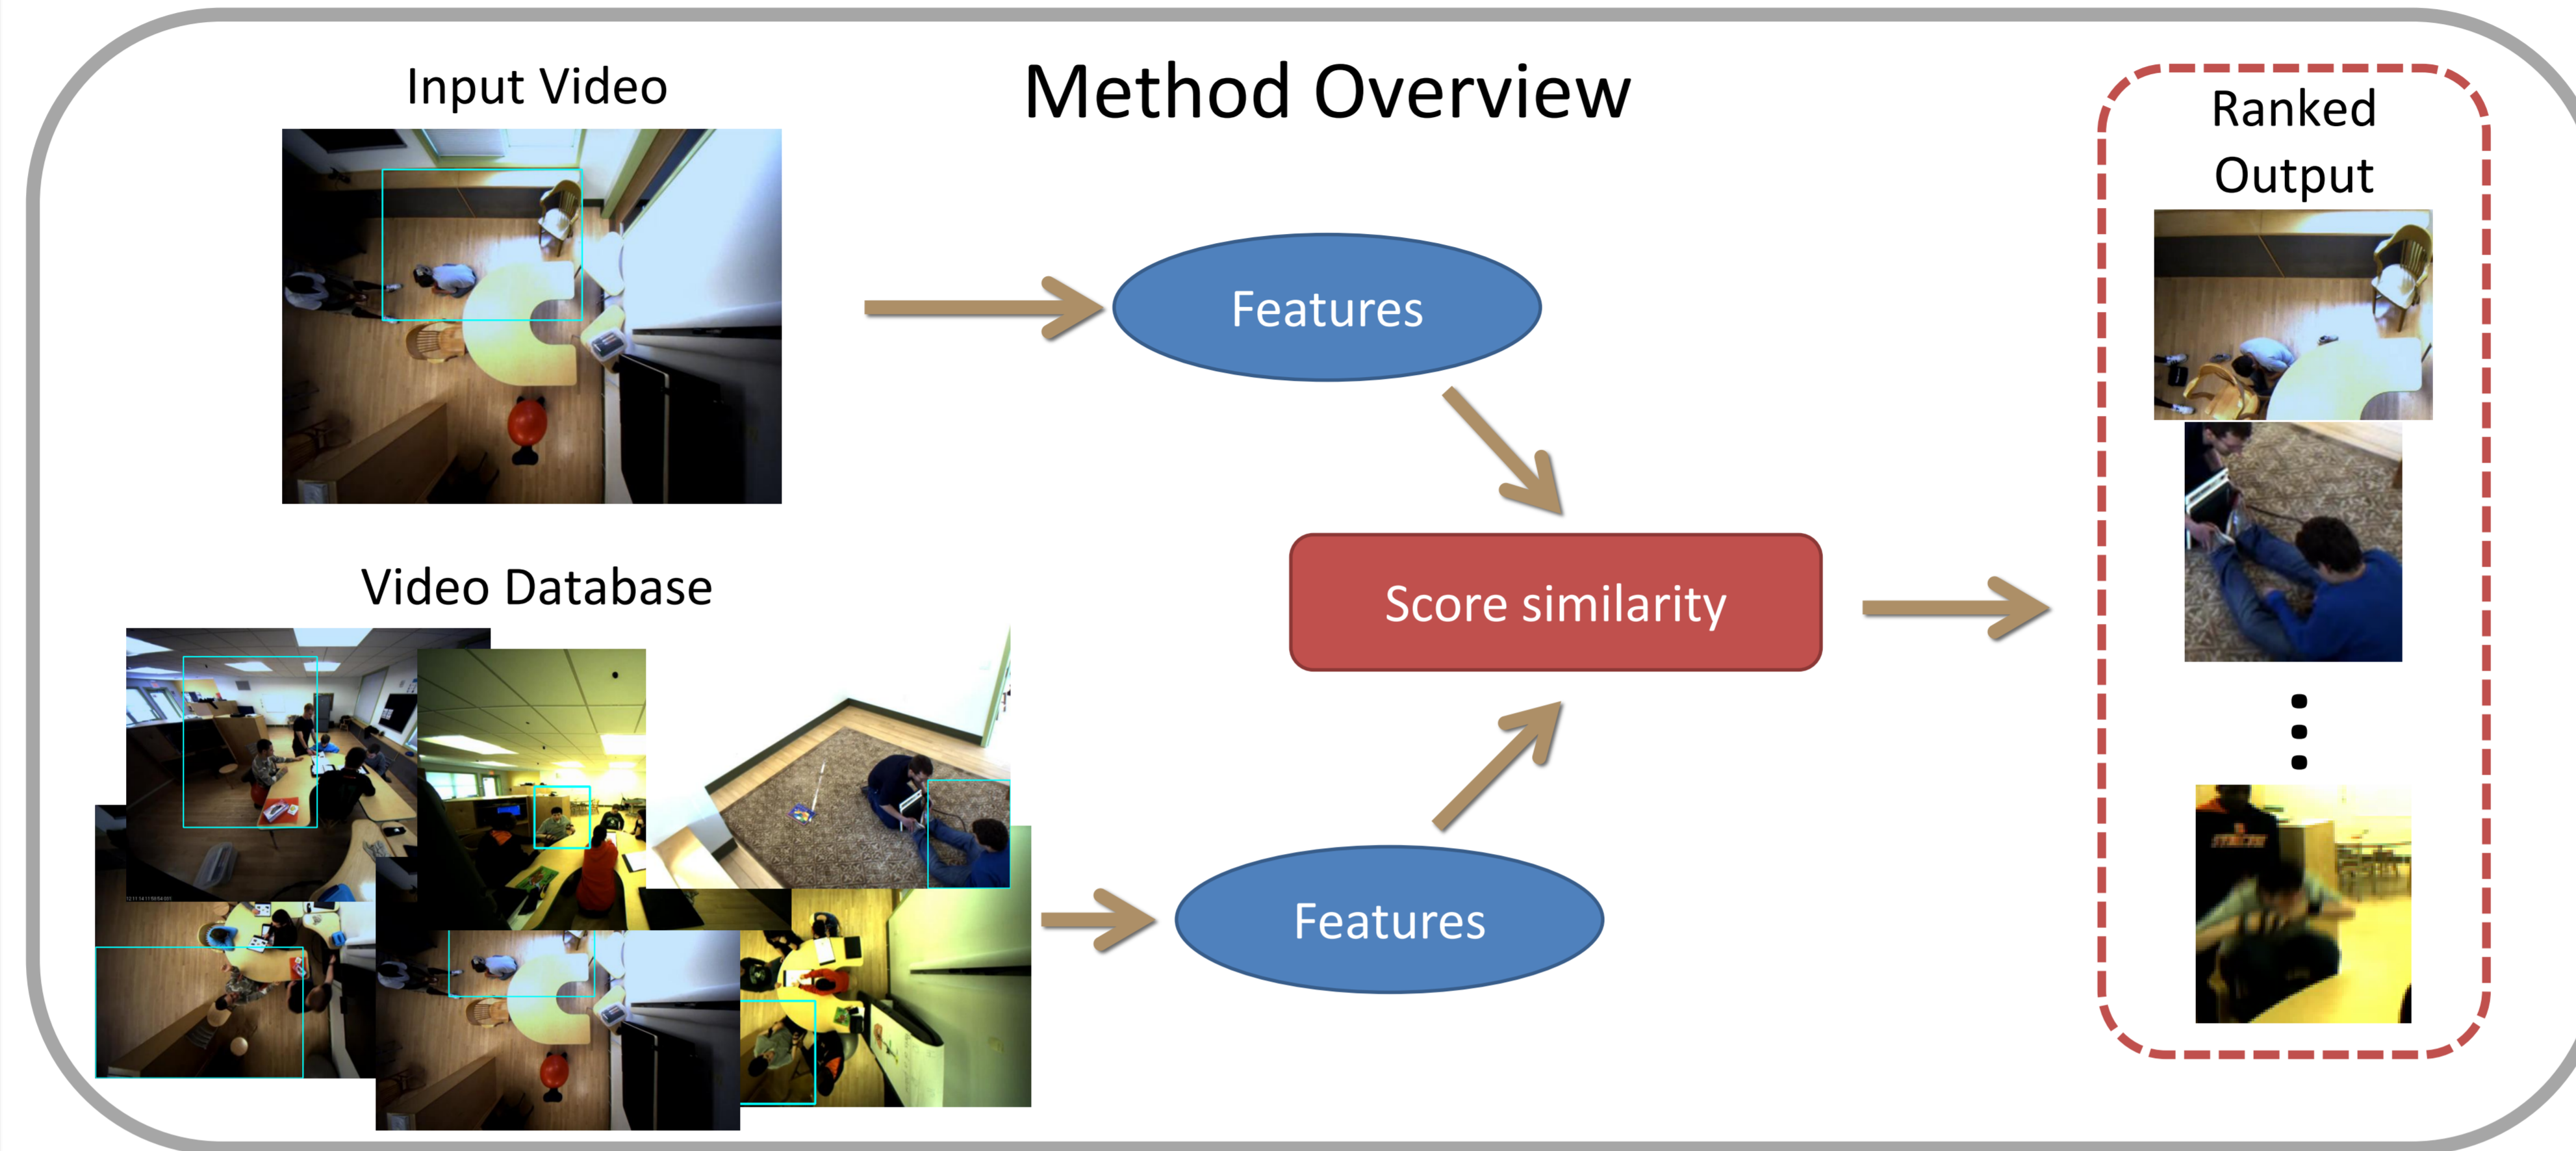 Method Overview
Input Video
Video Database
Features
Score similarity
Features
Ranked
Output